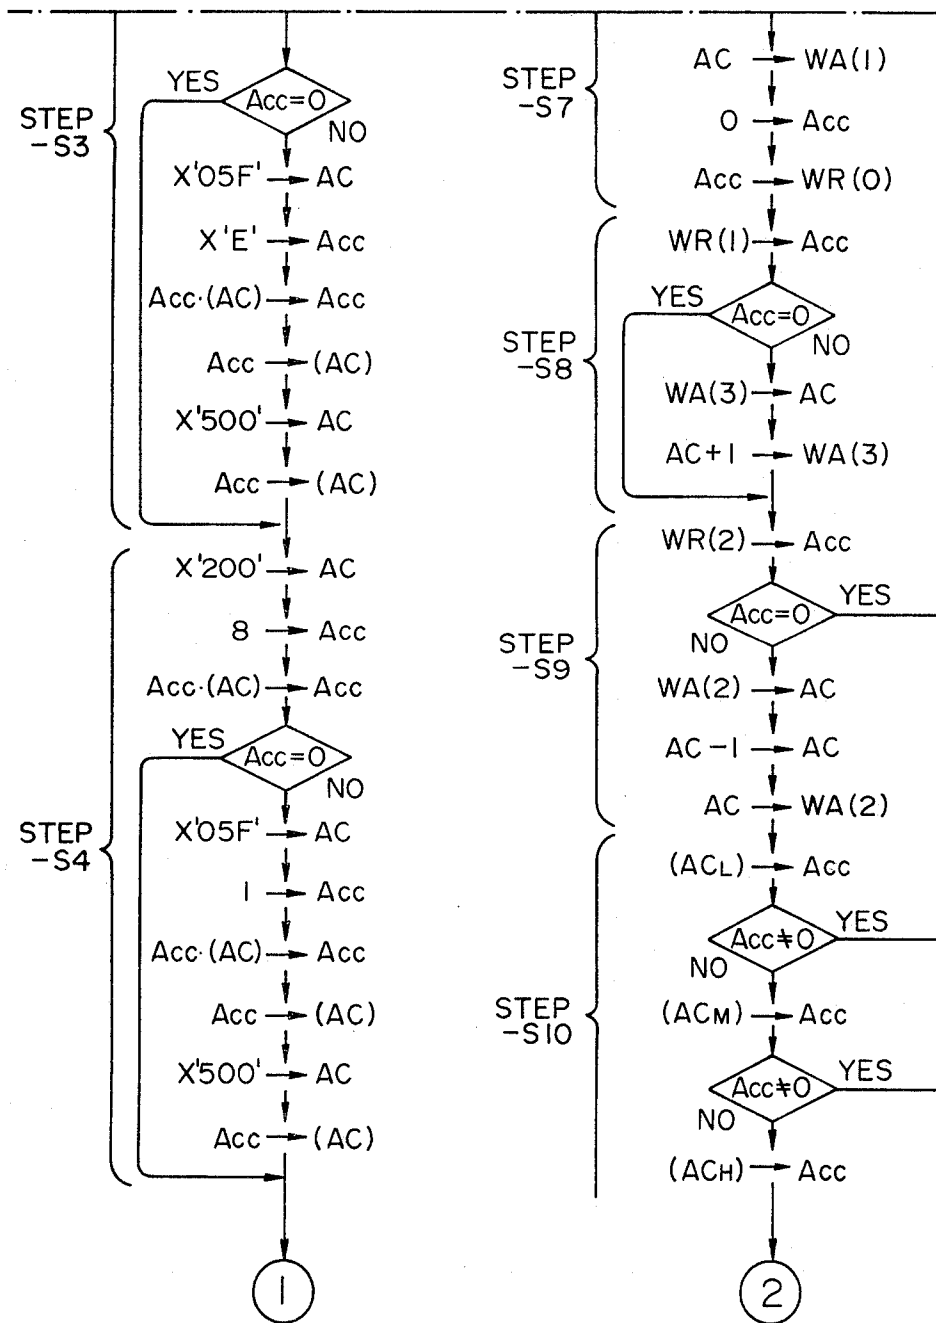 YES
Acc=0
NO
STEP
-S3
X'05F' → AC
X'E' → Acc
Acc·(AC) → Acc
Acc → (AC)
X'500' → AC
Acc → (AC)
X'200' → AC
8 → Acc
Acc·(AC) → Acc
YES
Acc=0
NO
STEP
-S4
X'05F' → AC
1 → Acc
Acc·(AC) → Acc
Acc → (AC)
X'500' → AC
Acc → (AC)
1
AC → WA(1)
STEP
-S7
0 → Acc
Acc → WR(0)
WR(1) → Acc
YES
Acc=0
NO
STEP
-S8
WA(3) → AC
AC+1 → WA(3)
WR(2) → Acc
Acc=0
YES
NO
STEP
-S9
WA(2) → AC
AC-1 → AC
AC → WA(2)
(ACL) → Acc
Acc≠0
YES
NO
STEP
-S10
(ACM) → Acc
Acc≠0
YES
NO
(ACH) → Acc
2